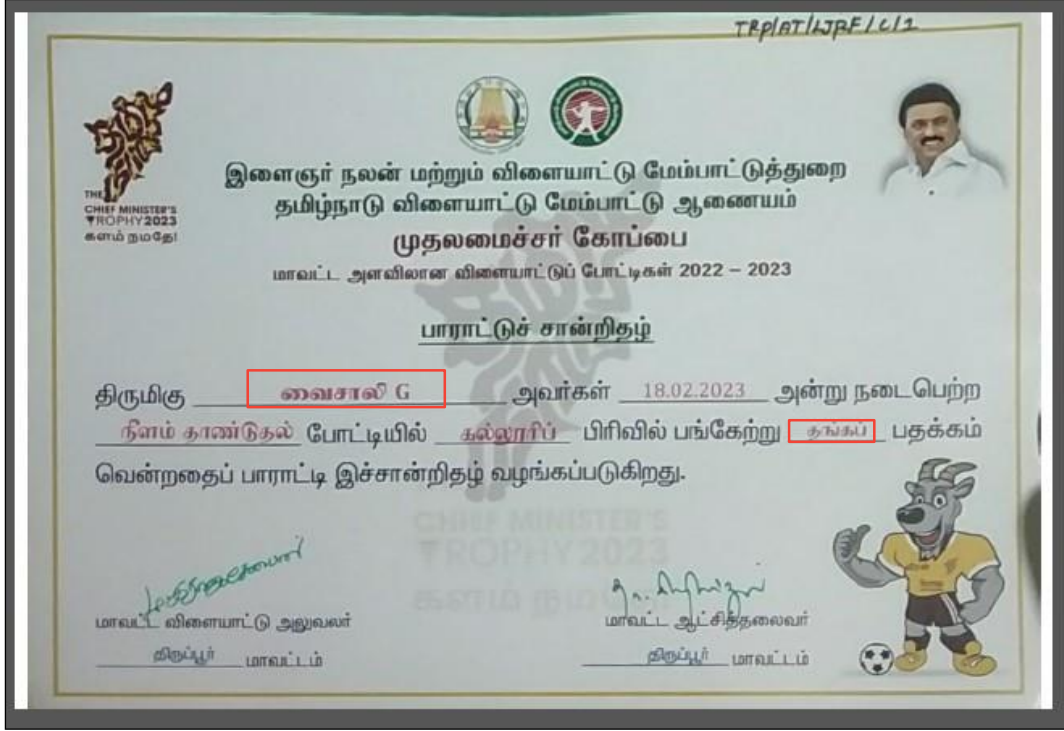 TRP/AT/LJRF/C/1
THE
CHIEF MINISTER'S
TROPHY 2023
களம் நமதே!
இளைஞர் நலன் மற்றும் விளையாட்டு மேம்பாட்டுத்துறை
தமிழ்நாடு விளையாட்டு மேம்பாட்டு ஆணையம்
முதலமைச்சர் கோப்பை
மாவட்ட அளவிலான விளையாட்டுப் போட்டிகள் 2022 – 2023
பாராட்டுச் சான்றிதழ்
திருமிகு வைசாலி G அவர்கள் 18.02.2023 அன்று நடைபெற்ற
நீளம் தாண்டுதல் போட்டியில் கல்லூரிப் பிரிவில் பங்கேற்று தங்கப் பதக்கம்
வென்றதைப் பாராட்டி இச்சான்றிதழ் வழங்கப்படுகிறது.
CHIEF MINISTER'S
TROPHY 2023
களம் நமதே!
மாவட்ட விளையாட்டு அலுவலர் மாவட்ட ஆட்சித்தலைவர்
திருப்பூர் மாவட்டம் திருப்பூர் மாவட்டம்